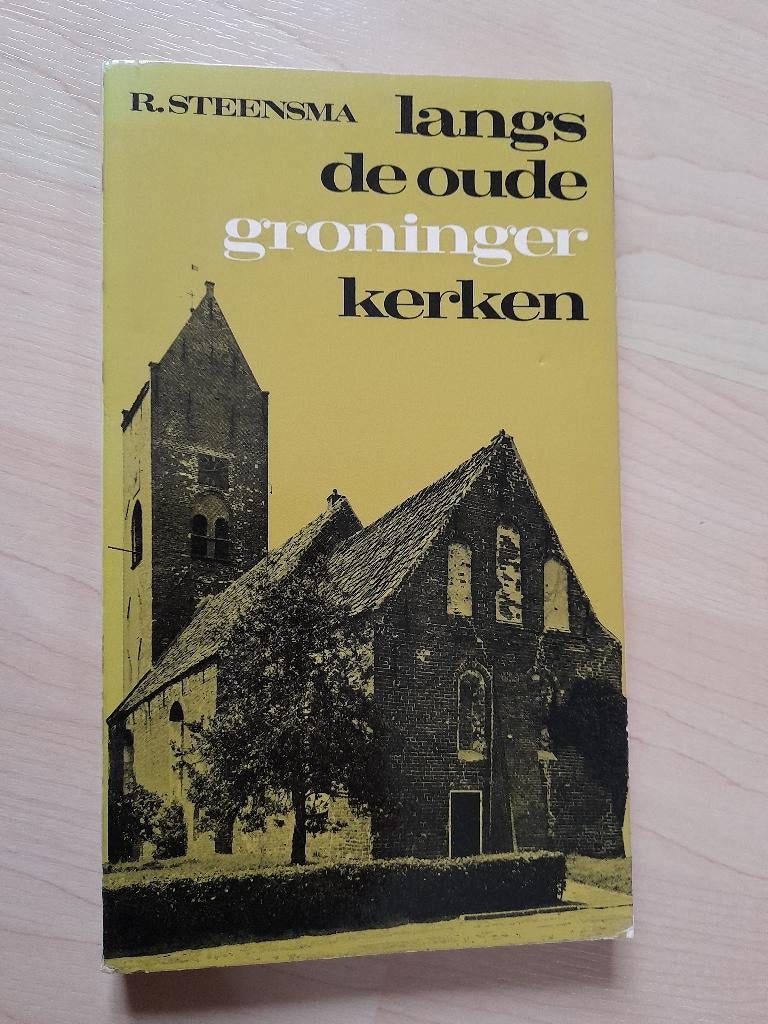 R. STEENSMA
langs
de oude
groninger
kerken